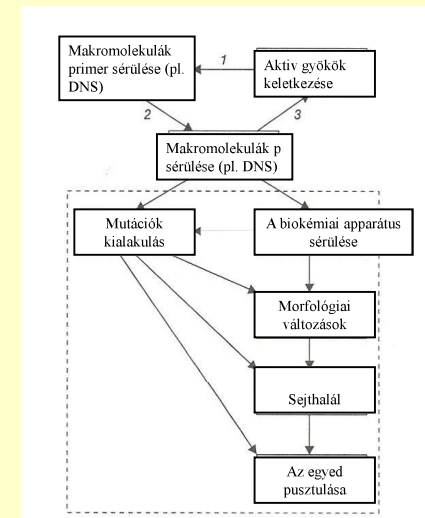 Makromolekulák
primer sérülése (pl.
DNS)
1
Aktiv gyökök
keletkezése
2
3
Makromolekulák p
sérülése (pl. DNS)
Mutációk
kialakulás
A biokémiai apparátus
sérülése
Morfológiai
változások
Sejthalál
Az egyed
pusztulása